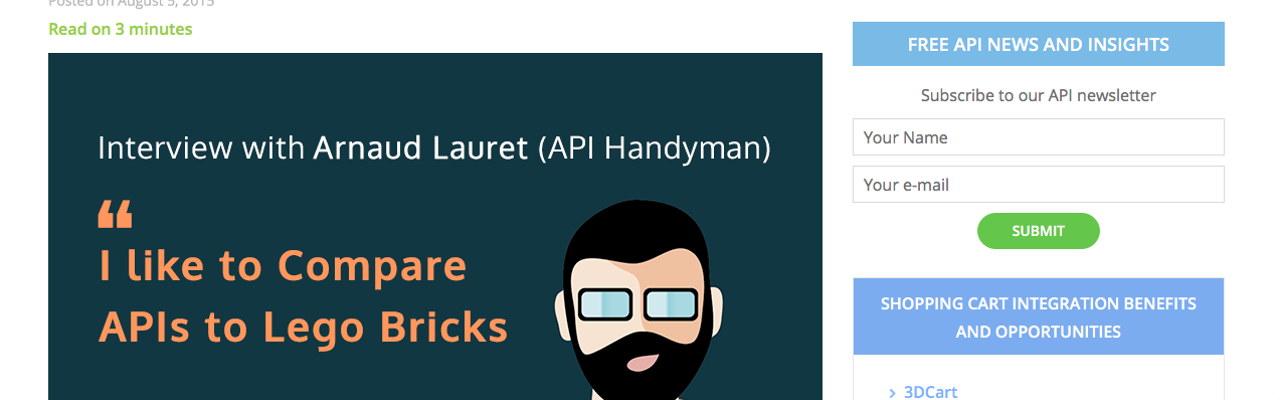 Posted on August 5, 2015
Read on 3 minutes
Interview with Arnaud Lauret (API Handyman)
❝
I like to Compare
APIs to Lego Bricks
FREE API NEWS AND INSIGHTS
Subscribe to our API newsletter
Your Name
Your e-mail
SUBMIT
SHOPPING CART INTEGRATION BENEFITS
AND OPPORTUNITIES
› 3DCart